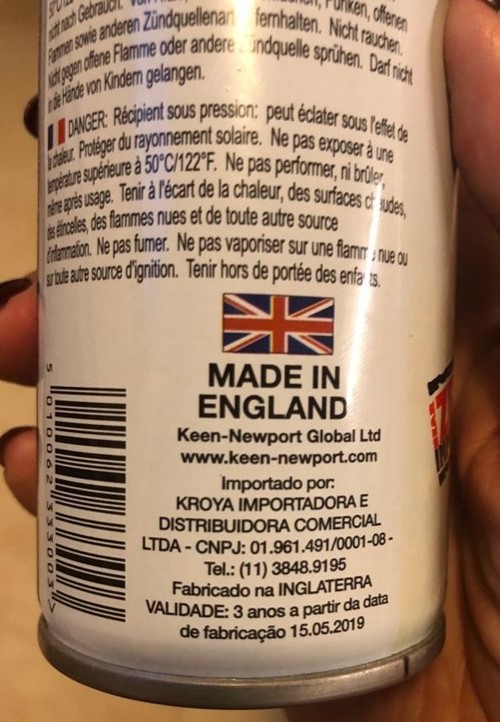 nicht nach Gebrauch.
Funken, offenen
Flammen sowie anderen Zündquellen fernhalten. Nicht rauchen.
Nicht gegen offene Flamme oder andere Zündquelle sprühen. Darf nicht
in die Hände von Kindern gelangen.
DANGER: Récipient sous pression: peut éclater sous l'effet de
la chaleur. Protéger du rayonnement solaire. Ne pas exposer à une
température supérieure à 50°C/122°F. Ne pas performer, ni brûler,
même après usage. Tenir à l'écart de la chaleur, des surfaces chaudes,
des étincelles, des flammes nues et de toute autre source
d'inflammation. Ne pas fumer. Ne pas vaporiser sur une flamme nue ou
sur toute autre source d'ignition. Tenir hors de portée des enfants.
MADE IN
ENGLAND
Keen-Newport Global Ltd
www.keen-newport.com
Importado por:
KROYA IMPORTADORA E
DISTRIBUIDORA COMERCIAL
LTDA - CNPJ: 01.961.491/0001-08 -
Tel.: (11) 3848.9195
Fabricado na INGLATERRA
VALIDADE: 3 anos a partir da data
de fabricação 15.05.2019
5 010062 333003 >